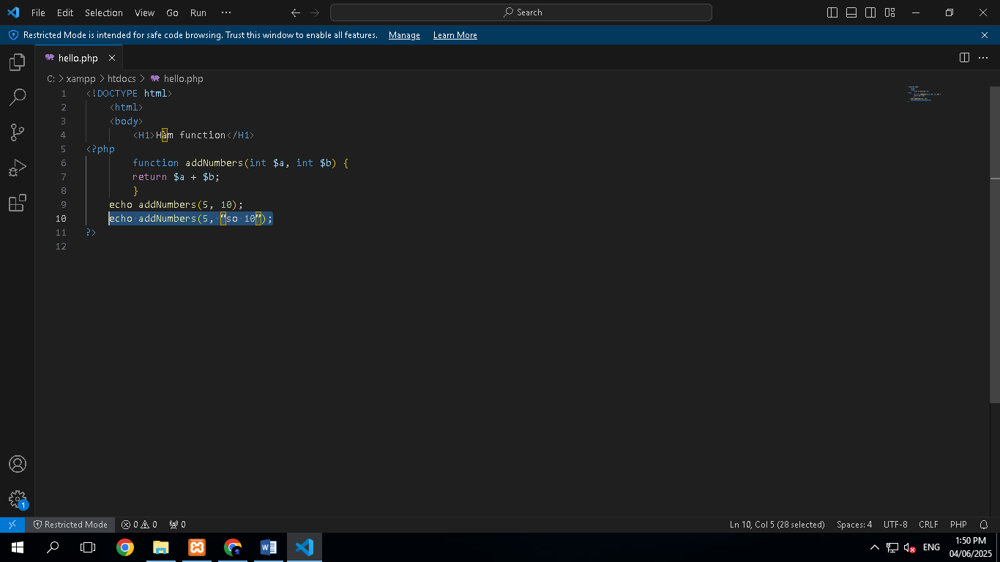 File Edit Selection View Go Run ··· Search
Restricted Mode is intended for safe code browsing. Trust this window to enable all features. Manage Learn More
hello.php
C: > xampp > htdocs > hello.php
1 <!DOCTYPE html>
2 <html>
3 <body>
4 <H1>Hàm function</H1>
5 <?php
6 function addNumbers(int $a, int $b) {
7 return $a + $b;
8 }
9 echo addNumbers(5, 10);
10 echo addNumbers(5, “so 10”);
11 ?>
12
1
Restricted Mode 0 0 0 Ln 10, Col 5 (28 selected) Spaces: 4 UTF-8 CRLF PHP
ENG 1:50 PM
04/06/2025